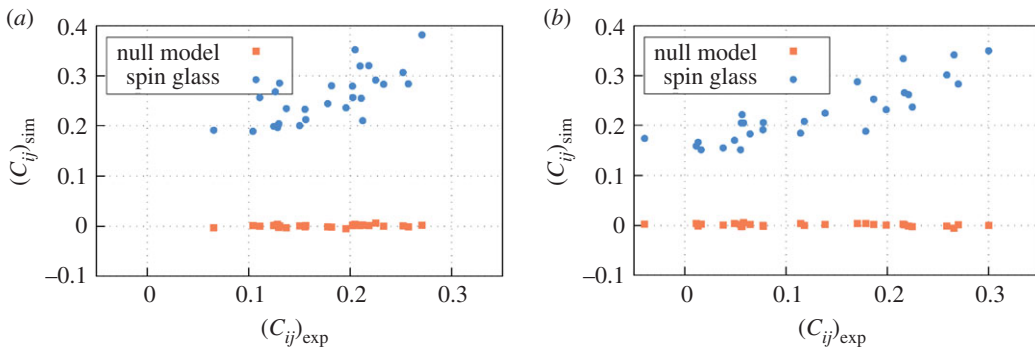 (a)
0.4
0.3
0.2
0.1
0
–0.1
(C_ij)_sim
null model
spin glass
0 0.1 0.2 0.3
(C_ij)_exp
(b)
0.4
0.3
0.2
0.1
0
–0.1
(C_ij)_sim
null model
spin glass
0 0.1 0.2 0.3
(C_ij)_exp